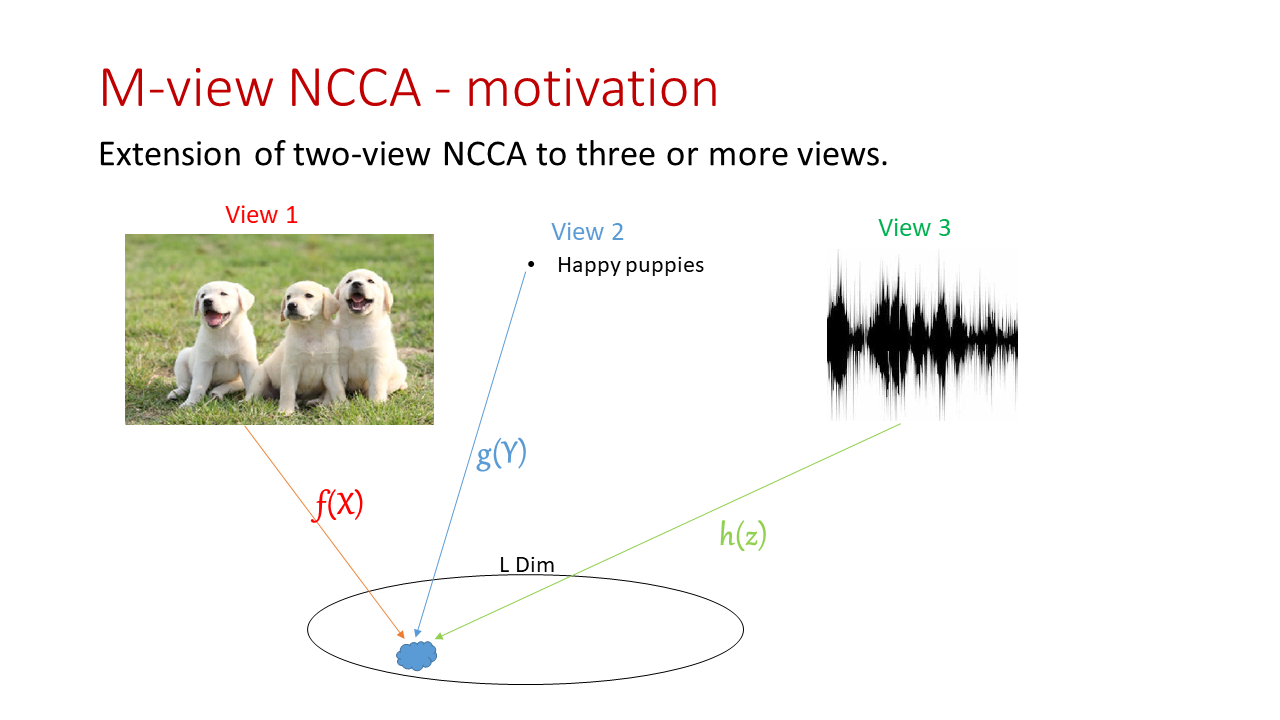 M-view NCCA - motivation
Extension of two-view NCCA to three or more views.
View 1
View 2
View 3
• Happy puppies
g(Y)
f(X)
h(z)
L Dim